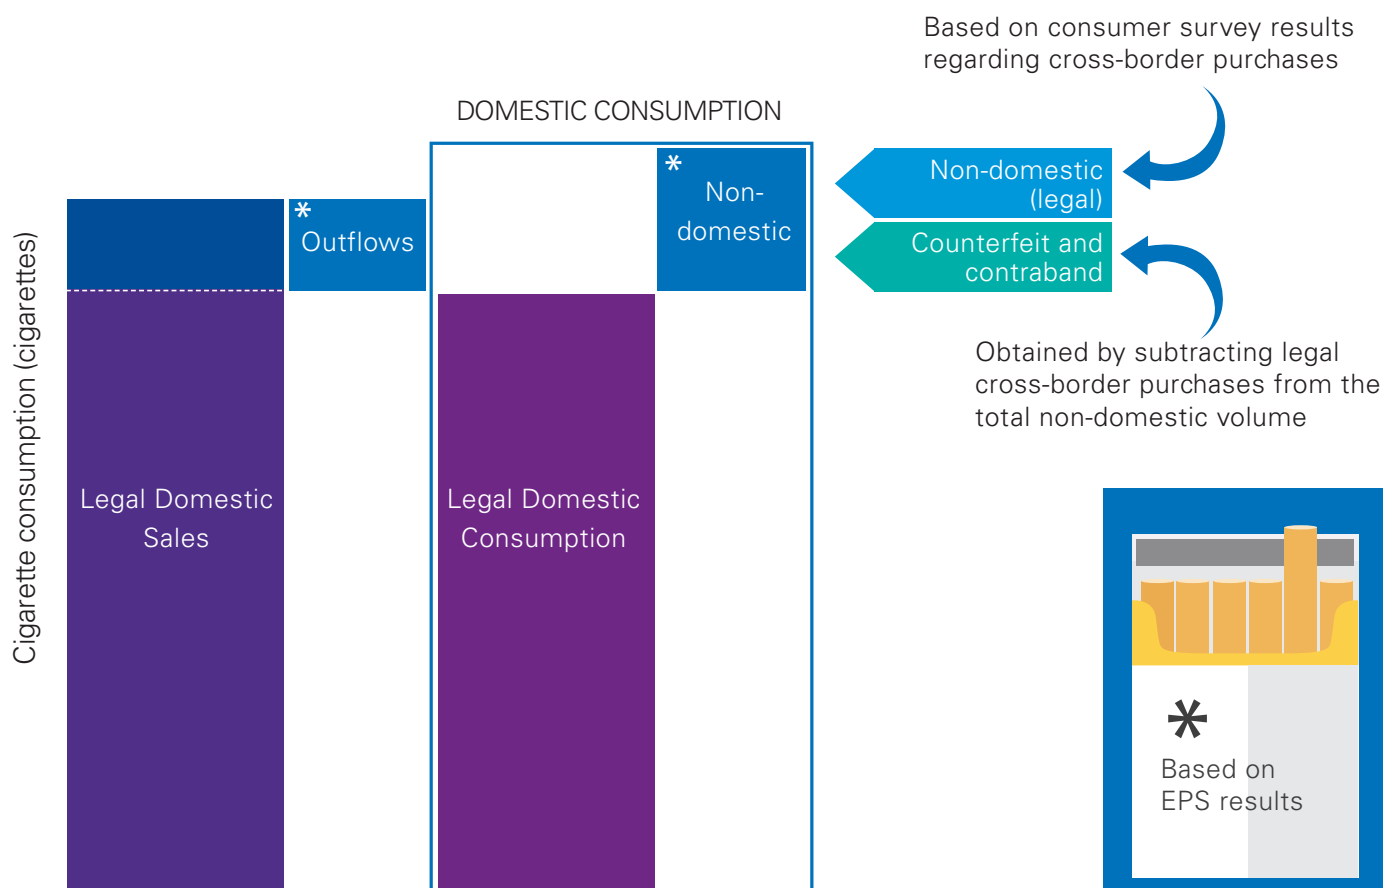 Based on consumer survey results
regarding cross-border purchases
DOMESTIC CONSUMPTION
Cigarette consumption (cigarettes)
Legal Domestic
Sales
*
Outflows
Legal Domestic
Consumption
*
Non-
domestic
Non-domestic
(legal)
Counterfeit and
contraband
Obtained by subtracting legal
cross-border purchases from the
total non-domestic volume
*
Based on
EPS results